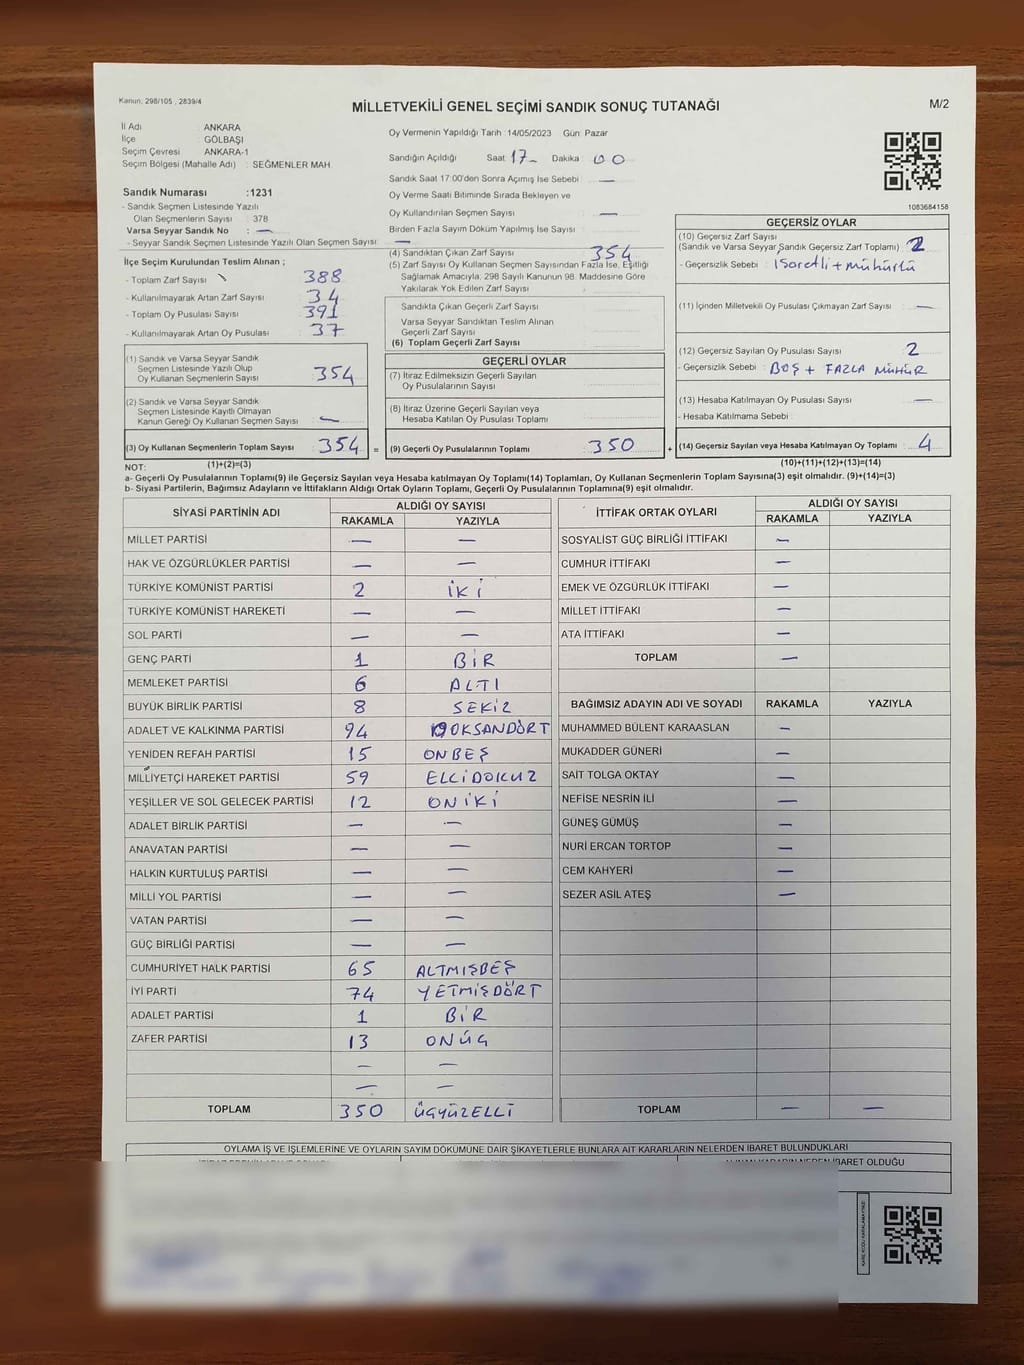 Kanun; 298/105 , 2839/4
MİLLETVEKİLİ GENEL SEÇİMİ SANDIK SONUÇ TUTANAĞI
M/2
İl Adı : ANKARA
İlçe : GÖLBAŞI
Seçim Çevresi : ANKARA-1
Seçim Bölgesi (Mahalle Adı) : SEĞMENLER MAH.
Sandık Numarası :1231
- Sandık Seçmen Listesinde Yazılı
Olan Seçmenlerin Sayısı : 378
Varsa Seyyar Sandık No : —
- Seyyar Sandık Seçmen Listesinde Yazılı Olan Seçmen Sayısı : —
İlçe Seçim Kurulundan Teslim Alınan ;
- Toplam Zarf Sayısı 388
- Kullanılmayarak Artan Zarf Sayısı 34
- Toplam Oy Pusulası Sayısı 391
- Kullanılmayarak Artan Oy Pusulası 37
(1) Sandık ve Varsa Seyyar Sandık
Seçmen Listesinde Yazılı Olup
Oy Kullanan Seçmenlerin Sayısı 354
(2) Sandık ve Varsa Seyyar Sandık
Seçmen Listesinde Kayıtlı Olmayan
Kanun Gereği Oy Kullanan Seçmen Sayısı —
(3) Oy Kullanan Seçmenlerin Toplam Sayısı 354 =
Oy Vermenin Yapıldığı Tarih : 14/05/2023 Gün: Pazar
Sandığın Açıldığı Saat 17- Dakika 00
Sandık Saat 17:00'den Sonra Açımış İse Sebebi —
Oy Verme Saati Bitiminde Sırada Bekleyen ve
Oy Kullandırılan Seçmen Sayısı —
Birden Fazla Sayım Döküm Yapılmış İse Sayısı
(4) Sandıktan Çıkan Zarf Sayısı 354
(5) Zarf Sayısı Oy Kullanan Seçmen Sayısından Fazla İse, Eşitliği
Sağlamak Amacıyla, 298 Sayılı Kanunun 98. Maddesine Göre
Yakılarak Yok Edilen Zarf Sayısı
Sandıkta Çıkan Geçerli Zarf Sayısı
Varsa Seyyar Sandıktan Teslim Alınan
Geçerli Zarf Sayısı
(6) Toplam Geçerli Zarf Sayısı
GEÇERLİ OYLAR
(7) İtiraz Edilmeksizin Geçerli Sayılan
Oy Pusulalarının Sayısı
(8) İtiraz Üzerine Geçerli Sayılan veya
Hesaba Katılan Oy Pusulası Toplamı
(9) Geçerli Oy Pusulalarının Toplamı 350 +
1083684158
GEÇERSİZ OYLAR
(10) Geçersiz Zarf Sayısı
(Sandık ve Varsa Seyyar Sandık Geçersiz Zarf Toplamı) 2
- Geçersizlik Sebebi : İşaretli + mühürlü
(11) İçinden Milletvekili Oy Pusulası Çıkmayan Zarf Sayısı —
(12) Geçersiz Sayılan Oy Pusulası Sayısı 2
- Geçersizlik Sebebi : BOŞ + FAZLA MÜHÜR
(13) Hesaba Katılmayan Oy Pusulası Sayısı —
- Hesaba Katılmama Sebebi :
(14) Geçersiz Sayılan veya Hesaba Katılmayan Oy Toplamı 4
NOT: (1)+(2)=(3) (10)+(11)+(12)+(13)=(14)
a- Geçerli Oy Pusulalarının Toplamı(9) ile Geçersiz Sayılan veya Hesaba katılmayan Oy Toplamı(14) Toplamları, Oy Kullanan Seçmenlerin Toplam Sayısına(3) eşit olmalıdır. (9)+(14)=(3)
b- Siyasi Partilerin, Bağımsız Adayların ve İttifakların Aldığı Ortak Oyların Toplamı, Geçerli Oy Pusulalarının Toplamına(9) eşit olmalıdır.
SİYASİ PARTİNİN ADI ALDIĞI OY SAYISI
RAKAMLA YAZIYLA
MİLLET PARTİSİ — —
HAK VE ÖZGÜRLÜKLER PARTİSİ — —
TÜRKİYE KOMÜNİST PARTİSİ 2 İKİ
TÜRKİYE KOMÜNİST HAREKETİ — —
SOL PARTİ — —
GENÇ PARTİ 1 BİR
MEMLEKET PARTİSİ 6 ALTI
BÜYÜK BİRLİK PARTİSİ 8 SEKİZ
ADALET VE KALKINMA PARTİSİ 94 DOKSANDÖRT
YENİDEN REFAH PARTİSİ 15 ONBEŞ
MİLLİYETÇİ HAREKET PARTİSİ 59 ELLİDOKUZ
YEŞİLLER VE SOL GELECEK PARTİSİ 12 ONİKİ
ADALET BİRLİK PARTİSİ — —
ANAVATAN PARTİSİ — —
HALKIN KURTULUŞ PARTİSİ — —
MİLLİ YOL PARTİSİ — —
VATAN PARTİSİ — —
GÜÇ BİRLİĞİ PARTİSİ — —
CUMHURİYET HALK PARTİSİ 65 ALTMIŞBEŞ
İYİ PARTİ 74 YETMİŞDÖRT
ADALET PARTİSİ 1 BİR
ZAFER PARTİSİ 13 ONÜÇ
— —
— —
TOPLAM 350 ÜÇYÜZELLİ
İTTİFAK ORTAK OYLARI ALDIĞI OY SAYISI
RAKAMLA YAZIYLA
SOSYALİST GÜÇ BİRLİĞİ İTTİFAKI —
CUMHUR İTTİFAKI —
EMEK VE ÖZGÜRLÜK İTTİFAKI —
MİLLET İTTİFAKI —
ATA İTTİFAKI —
TOPLAM —
BAĞIMSIZ ADAYIN ADI VE SOYADI RAKAMLA YAZIYLA
MUHAMMED BÜLENT KARAASLAN —
MUKADDER GÜNERİ —
SAİT TOLGA OKTAY —
NEFİSE NESRİN İLİ —
GÜNEŞ GÜMÜŞ —
NURİ ERCAN TORTOP —
CEM KAHYERİ —
SEZER ASIL ATEŞ —
TOPLAM — —
OYLAMA İŞ VE İŞLEMLERİNE VE OYLARIN SAYIM DÖKÜMÜNE DAİR ŞİKAYETLERLE BUNLARA AİT KARARLARIN NELERDEN İBARET BULUNDUKLARI
İBARET OLDUĞU